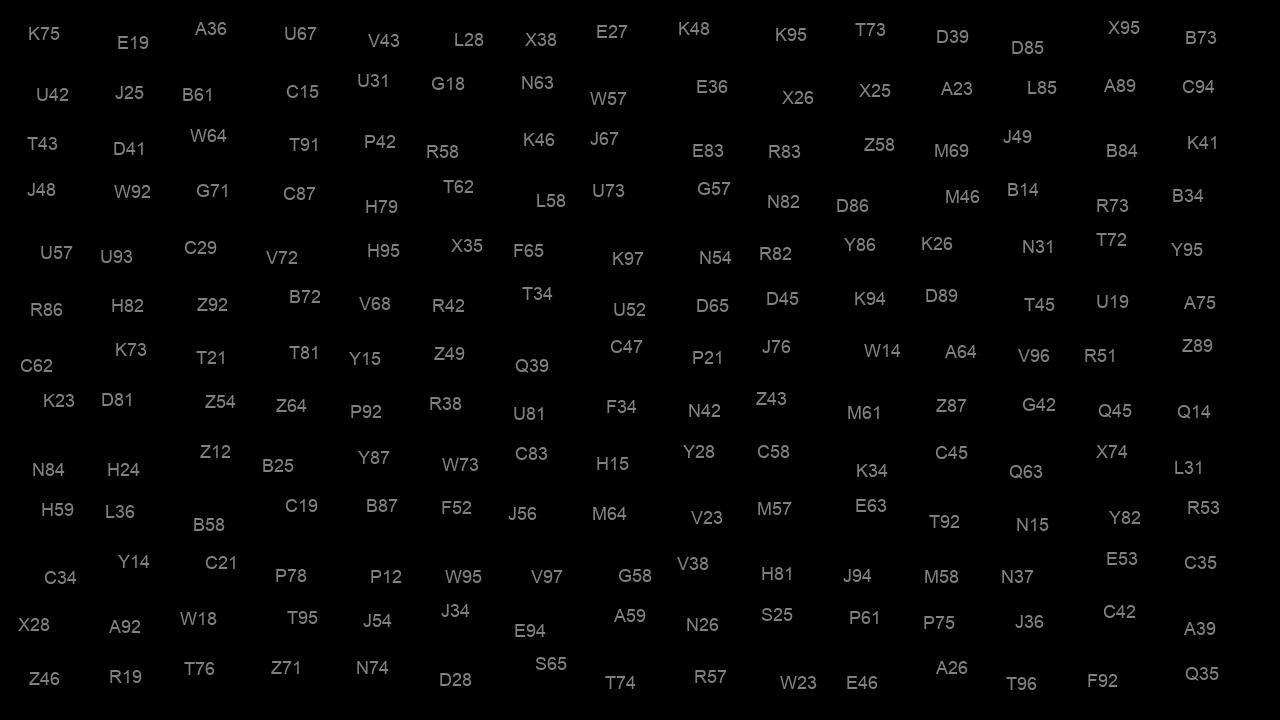 K75 E19 A36 U67 V43 L28 X38 E27 K48 K95 T73 D39 D85 X95 B73
U42 J25 B61 C15 U31 G18 N63 W57 E36 X26 X25 A23 L85 A89 C94
T43 D41 W64 T91 P42 R58 K46 J67 E83 R83 Z58 M69 J49 B84 K41
J48 W92 G71 C87 H79 T62 L58 U73 G57 N82 D86 M46 B14 R73 B34
U57 U93 C29 V72 H95 X35 F65 K97 N54 R82 Y86 K26 N31 T72 Y95
R86 H82 Z92 B72 V68 R42 T34 U52 D65 D45 K94 D89 T45 U19 A75
C62 K73 T21 T81 Y15 Z49 Q39 C47 P21 J76 W14 A64 V96 R51 Z89
K23 D81 Z54 Z64 P92 R38 U81 F34 N42 Z43 M61 Z87 G42 Q45 Q14
N84 H24 Z12 B25 Y87 W73 C83 H15 Y28 C58 K34 C45 Q63 X74 L31
H59 L36 B58 C19 B87 F52 J56 M64 V23 M57 E63 T92 N15 Y82 R53
C34 Y14 C21 P78 P12 W95 V97 G58 V38 H81 J94 M58 N37 E53 C35
X28 A92 W18 T95 J54 J34 E94 A59 N26 S25 P61 P75 J36 C42 A39
Z46 R19 T76 Z71 N74 D28 S65 T74 R57 W23 E46 A26 T96 F92 Q35